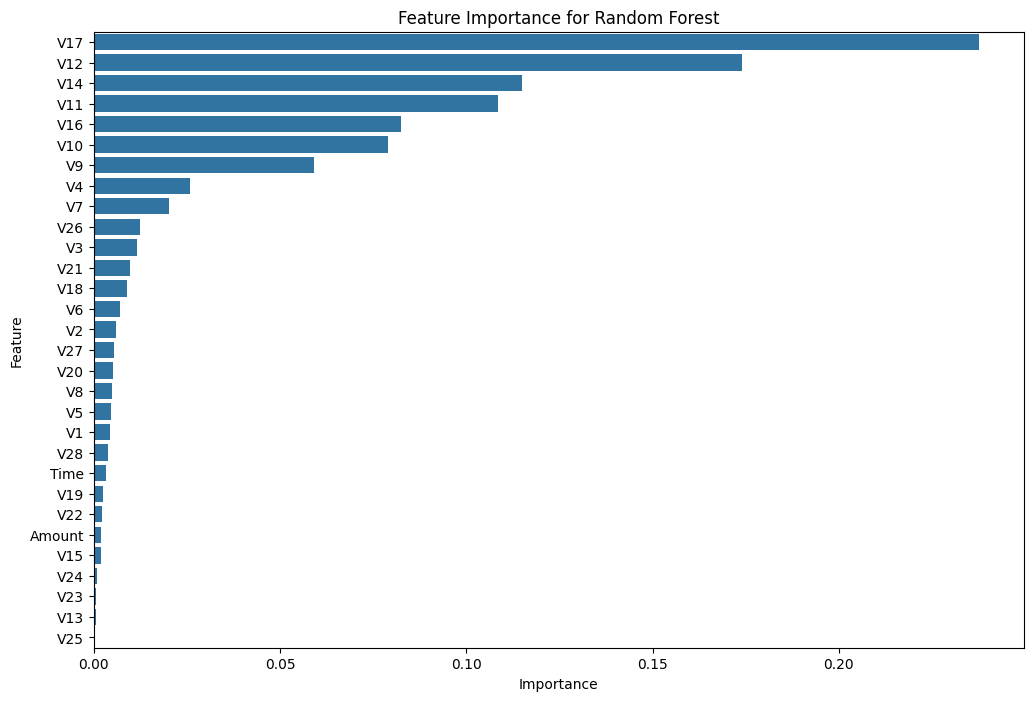 Feature Importance for Random Forest
V17
V12
V14
V11
V16
V10
V9
V4
V7
V26
V3
V21
V18
V6
V2
V27
V20
V8
V5
V1
V28
Time
V19
V22
Amount
V15
V24
V23
V13
V25
Feature
0.00 0.05 0.10 0.15 0.20
Importance